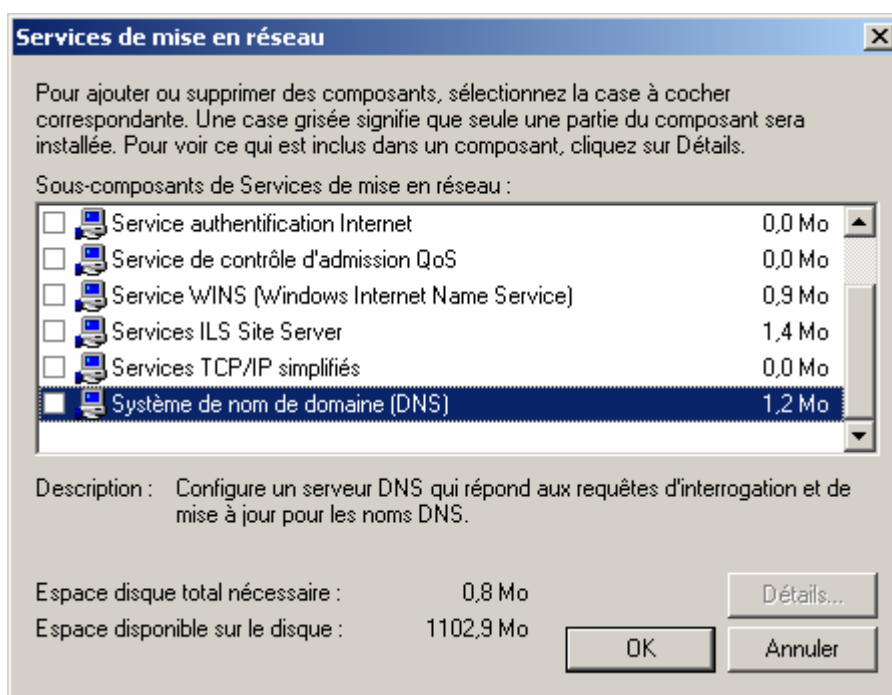 Services de mise en réseau
Pour ajouter ou supprimer des composants, sélectionnez la case à cocher
correspondante. Une case grisée signifie que seule une partie du composant sera
installée. Pour voir ce qui est inclus dans un composant, cliquez sur Détails.
Sous-composants de Services de mise en réseau :
Service authentification Internet 0,0 Mo
Service de contrôle d'admission QoS 0,0 Mo
Service WINS (Windows Internet Name Service) 0,9 Mo
Services ILS Site Server 1,4 Mo
Services TCP/IP simplifiés 0,0 Mo
Système de nom de domaine (DNS) 1,2 Mo
Description : Configure un serveur DNS qui répond aux requêtes d'interrogation et de
mise à jour pour les noms DNS.
Espace disque total nécessaire : 0,8 Mo
Détails...
Espace disponible sur le disque : 1102,9 Mo
OK Annuler